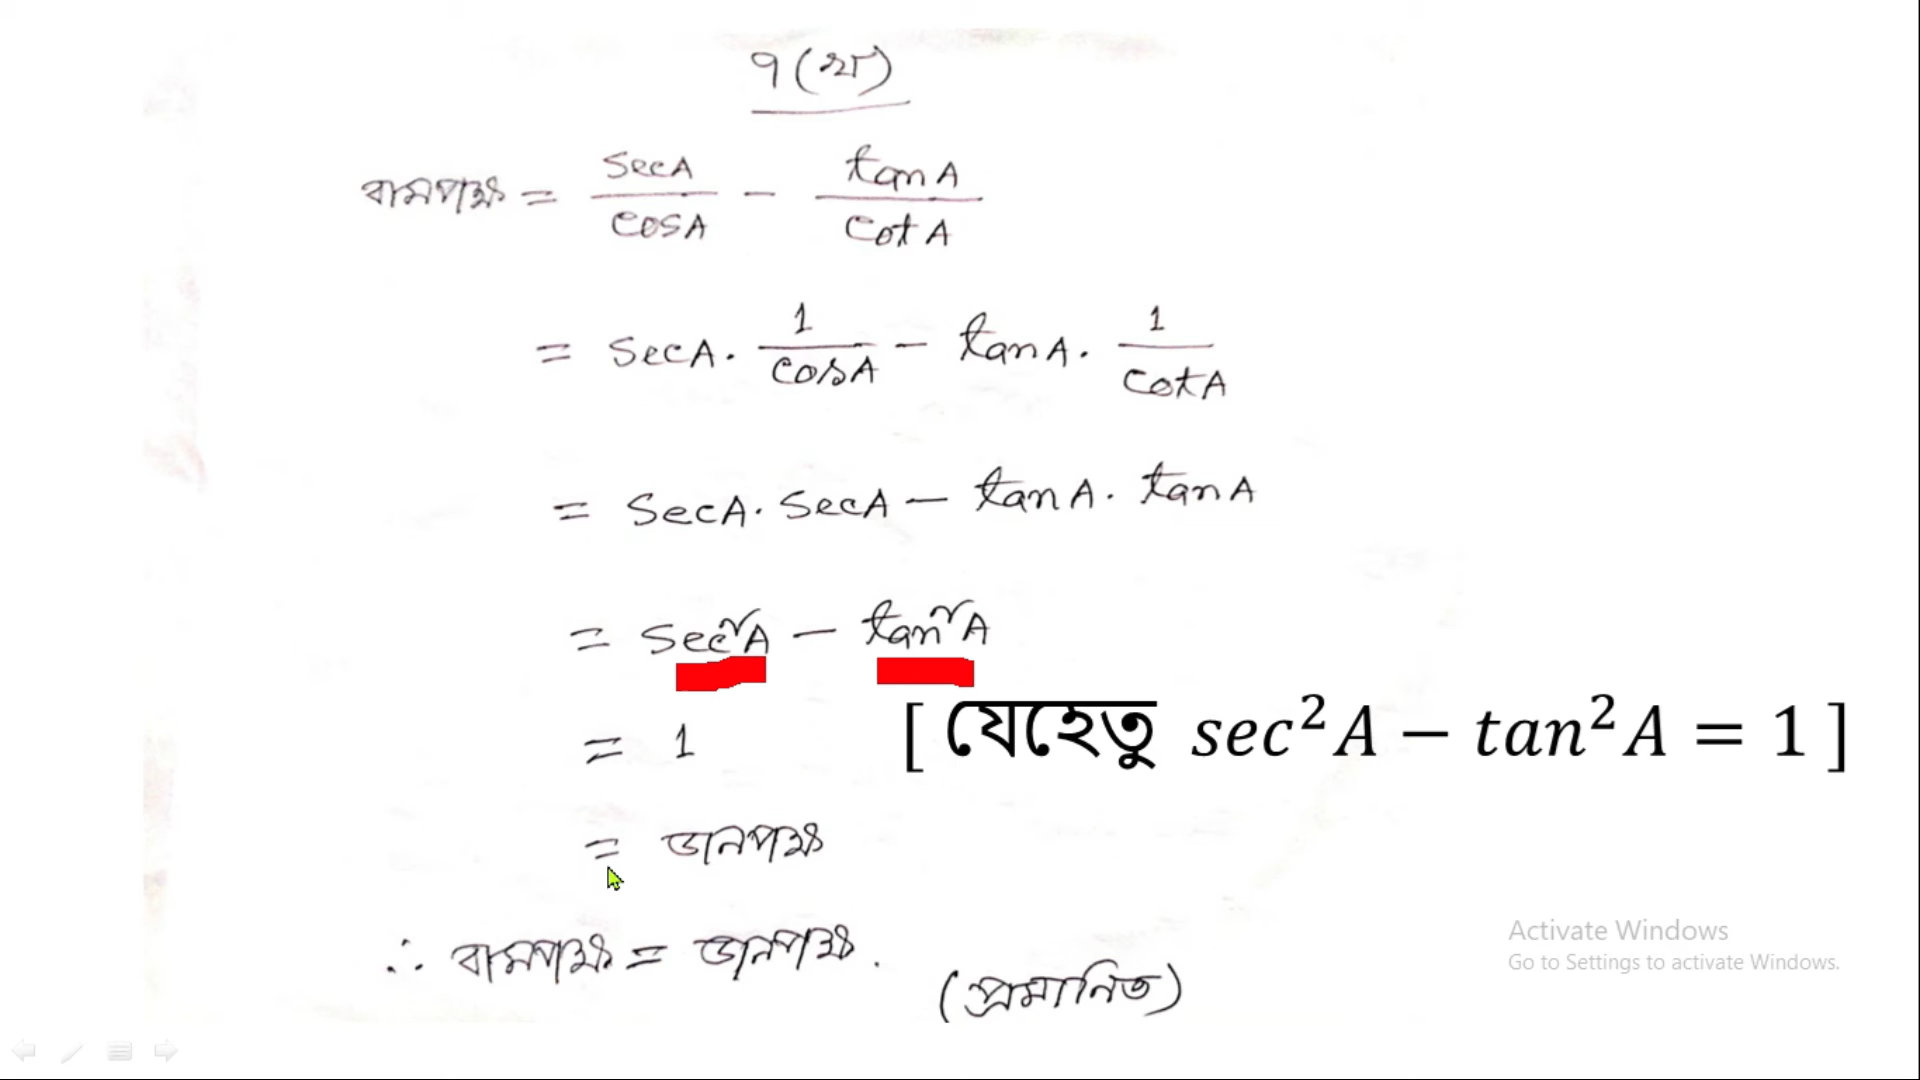 ৭(খ)
বামপক্ষ = secA/cosA − tanA/cotA
= secA · 1/cosA − tanA · 1/cotA
= secA · secA − tanA · tanA
= sec²A − tan²A
= 1 [ যেহেতু sec²A − tan²A = 1 ]
= ডানপক্ষ
∴ বামপক্ষ = ডানপক্ষ.
(প্রমানিত)
Activate Windows
Go to Settings to activate Windows.